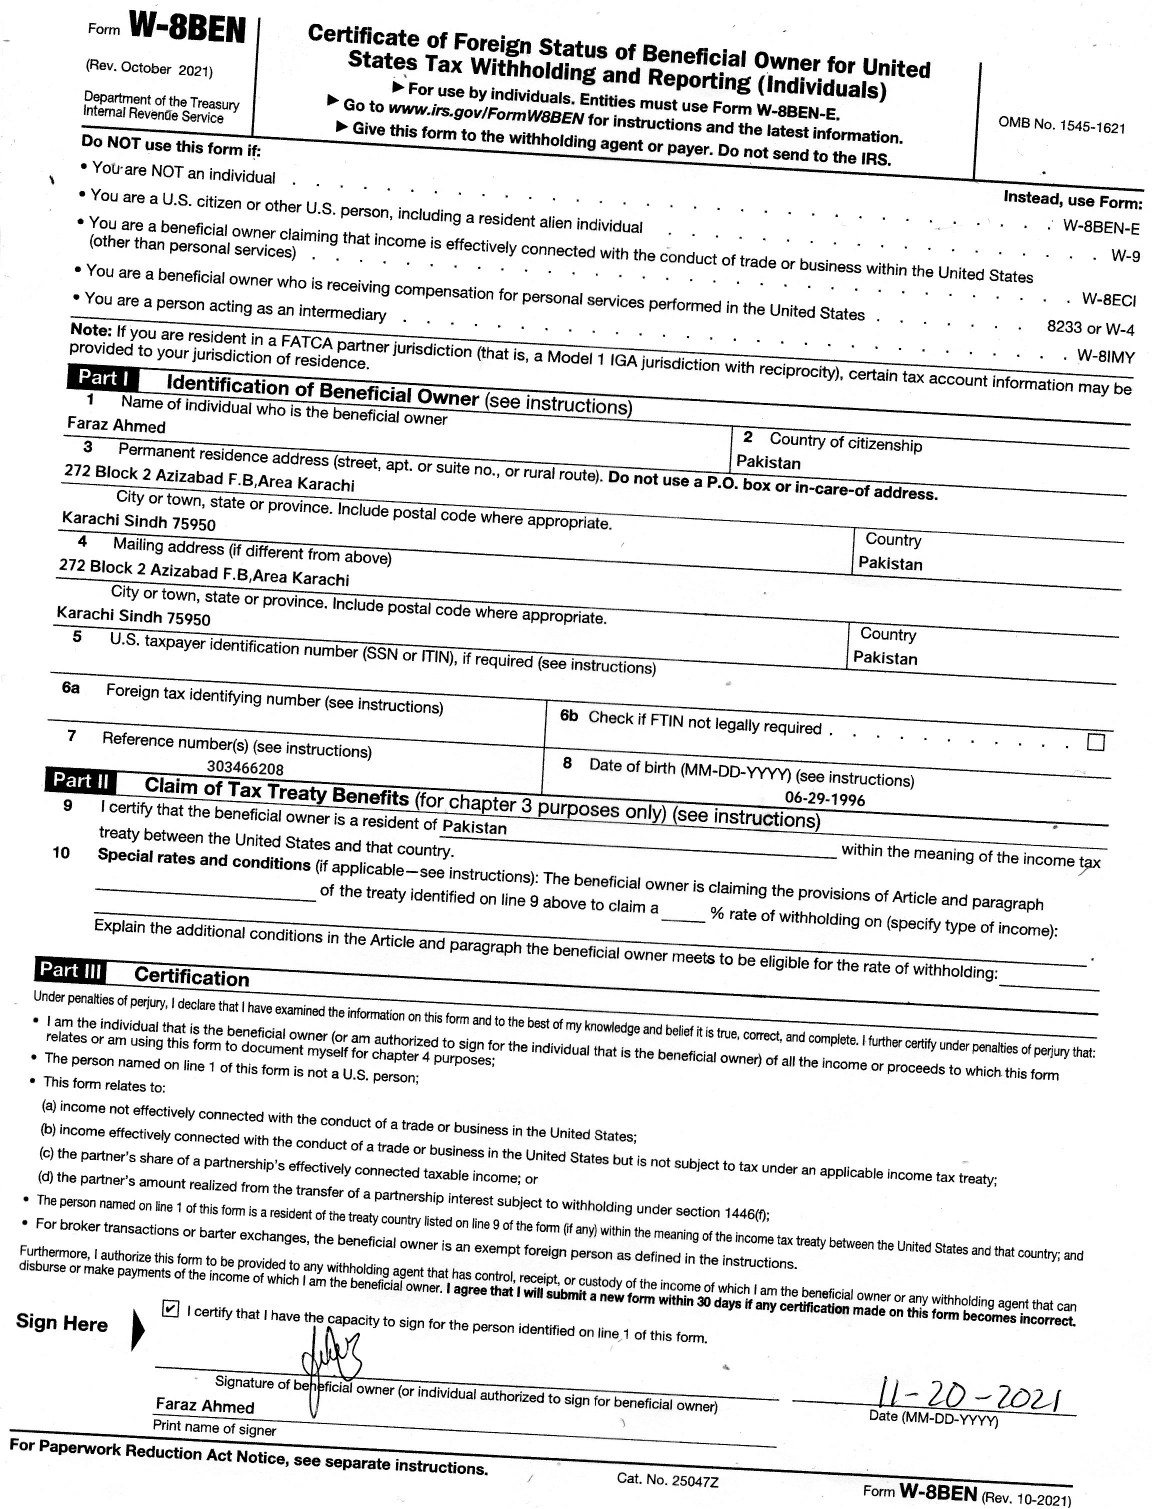 Form W-8BEN
(Rev. October 2021)
Department of the Treasury
Internal Revenue Service
Certificate of Foreign Status of Beneficial Owner for United
States Tax Withholding and Reporting (Individuals)
▶ For use by individuals. Entities must use Form W-8BEN-E.
▶ Go to www.irs.gov/FormW8BEN for instructions and the latest information.
▶ Give this form to the withholding agent or payer. Do not send to the IRS.
OMB No. 1545-1621
Do NOT use this form if:
Instead, use Form:
• You are NOT an individual . . . . . . . . . . W-8BEN-E
• You are a U.S. citizen or other U.S. person, including a resident alien individual . . . . . . . . . . W-9
• You are a beneficial owner claiming that income is effectively connected with the conduct of trade or business within the United States
(other than personal services) . . . . . . . . . . W-8ECI
• You are a beneficial owner who is receiving compensation for personal services performed in the United States . . . . . . . 8233 or W-4
• You are a person acting as an intermediary . . . . . . . . . . W-8IMY
Note: If you are resident in a FATCA partner jurisdiction (that is, a Model 1 IGA jurisdiction with reciprocity), certain tax account information may be
provided to your jurisdiction of residence.
Part I Identification of Beneficial Owner (see instructions)
1 Name of individual who is the beneficial owner
Faraz Ahmed
2 Country of citizenship
Pakistan
3 Permanent residence address (street, apt. or suite no., or rural route). Do not use a P.O. box or in-care-of address.
272 Block 2 Azizabad F.B,Area Karachi
City or town, state or province. Include postal code where appropriate.
Karachi Sindh 75950
Country
Pakistan
4 Mailing address (if different from above)
272 Block 2 Azizabad F.B,Area Karachi
City or town, state or province. Include postal code where appropriate.
Karachi Sindh 75950
Country
Pakistan
5 U.S. taxpayer identification number (SSN or ITIN), if required (see instructions)
6a Foreign tax identifying number (see instructions)
6b Check if FTIN not legally required . . . . . . . . . . .
7 Reference number(s) (see instructions)
303466208
8 Date of birth (MM-DD-YYYY) (see instructions)
06-29-1996
Part II Claim of Tax Treaty Benefits (for chapter 3 purposes only) (see instructions)
9 I certify that the beneficial owner is a resident of Pakistan within the meaning of the income tax
treaty between the United States and that country.
10 Special rates and conditions (if applicable—see instructions): The beneficial owner is claiming the provisions of Article and paragraph
of the treaty identified on line 9 above to claim a % rate of withholding on (specify type of income):
.
Explain the additional conditions in the Article and paragraph the beneficial owner meets to be eligible for the rate of withholding:
Part III Certification
Under penalties of perjury, I declare that I have examined the information on this form and to the best of my knowledge and belief it is true, correct, and complete. I further certify under penalties of perjury that:
• I am the individual that is the beneficial owner (or am authorized to sign for the individual that is the beneficial owner) of all the income or proceeds to which this form
relates or am using this form to document myself for chapter 4 purposes;
• The person named on line 1 of this form is not a U.S. person;
• This form relates to:
(a) income not effectively connected with the conduct of a trade or business in the United States;
(b) income effectively connected with the conduct of a trade or business in the United States but is not subject to tax under an applicable income tax treaty;
(c) the partner's share of a partnership's effectively connected taxable income; or
(d) the partner's amount realized from the transfer of a partnership interest subject to withholding under section 1446(f);
• The person named on line 1 of this form is a resident of the treaty country listed on line 9 of the form (if any) within the meaning of the income tax treaty between the United States and that country; and
• For broker transactions or barter exchanges, the beneficial owner is an exempt foreign person as defined in the instructions.
Furthermore, I authorize this form to be provided to any withholding agent that has control, receipt, or custody of the income of which I am the beneficial owner or any withholding agent that can
disburse or make payments of the income of which I am the beneficial owner. I agree that I will submit a new form within 30 days if any certification made on this form becomes incorrect.
Sign Here
✔ I certify that I have the capacity to sign for the person identified on line 1 of this form.
11-20-2021
Signature of beneficial owner (or individual authorized to sign for beneficial owner)
Date (MM-DD-YYYY)
Faraz Ahmed
Print name of signer
For Paperwork Reduction Act Notice, see separate instructions.
Cat. No. 25047Z
Form W-8BEN (Rev. 10-2021)